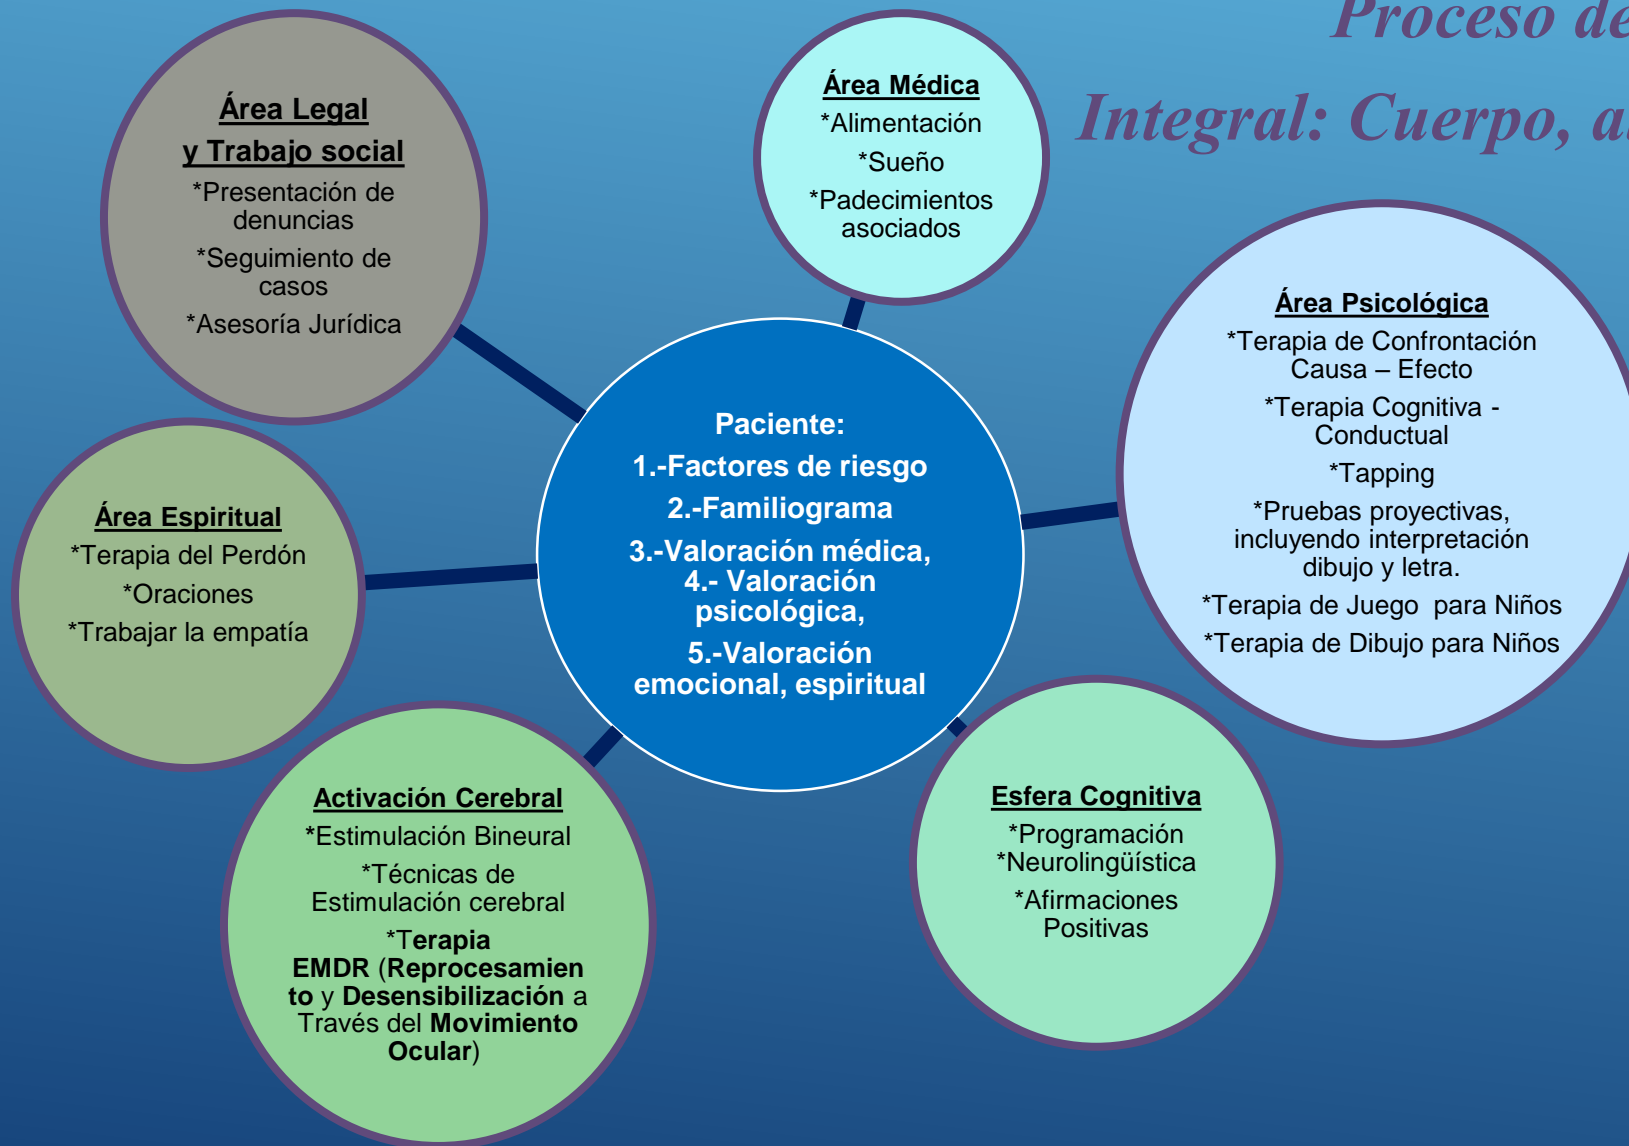 Proceso de
Integral: Cuerpo,
Área Legal
y Trabajo social
*Presentación de
denuncias
*Seguimiento de
casos
*Asesoría Jurídica
Área Médica
*Alimentación
*Sueño
*Padecimientos
asociados
Área Psicológica
*Terapia de Confrontación
Causa – Efecto
*Terapia Cognitiva -
Conductual
*Tapping
*Pruebas proyectivas,
incluyendo interpretación
dibujo y letra.
*Terapia de Juego  para Niños
*Terapia de Dibujo para Niños
Paciente:
1.-Factores de riesgo
2.-Familiograma
3.-Valoración médica,
4.- Valoración
psicológica,
5.-Valoración
emocional, espiritual
Área Espiritual
*Terapia del Perdón
*Oraciones
*Trabajar la empatía
Activación Cerebral
*Estimulación Bineural
*Técnicas de
Estimulación cerebral
*Terapia
EMDR (Reprocesamien
to y Desensibilización a
Través del Movimiento
Ocular)
Esfera Cognitiva
*Programación
*Neurolingüística
*Afirmaciones
Positivas